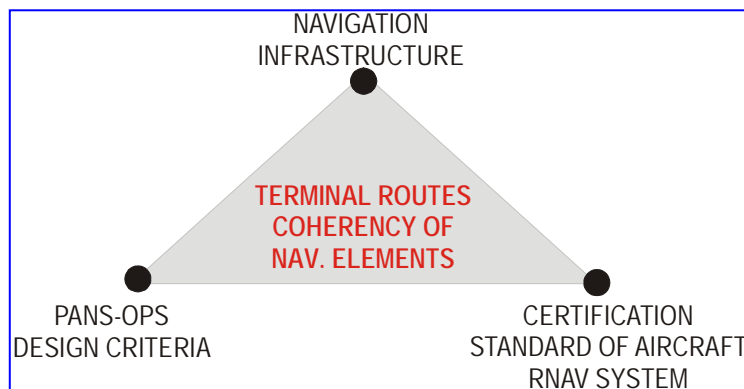 NAVIGATION
INFRASTRUCTURE
TERMINAL ROUTES
COHERENCY OF
NAV. ELEMENTS
PANS-OPS
DESIGN CRITERIA
CERTIFICATION
STANDARD OF AIRCRAFT
RNAV SYSTEM